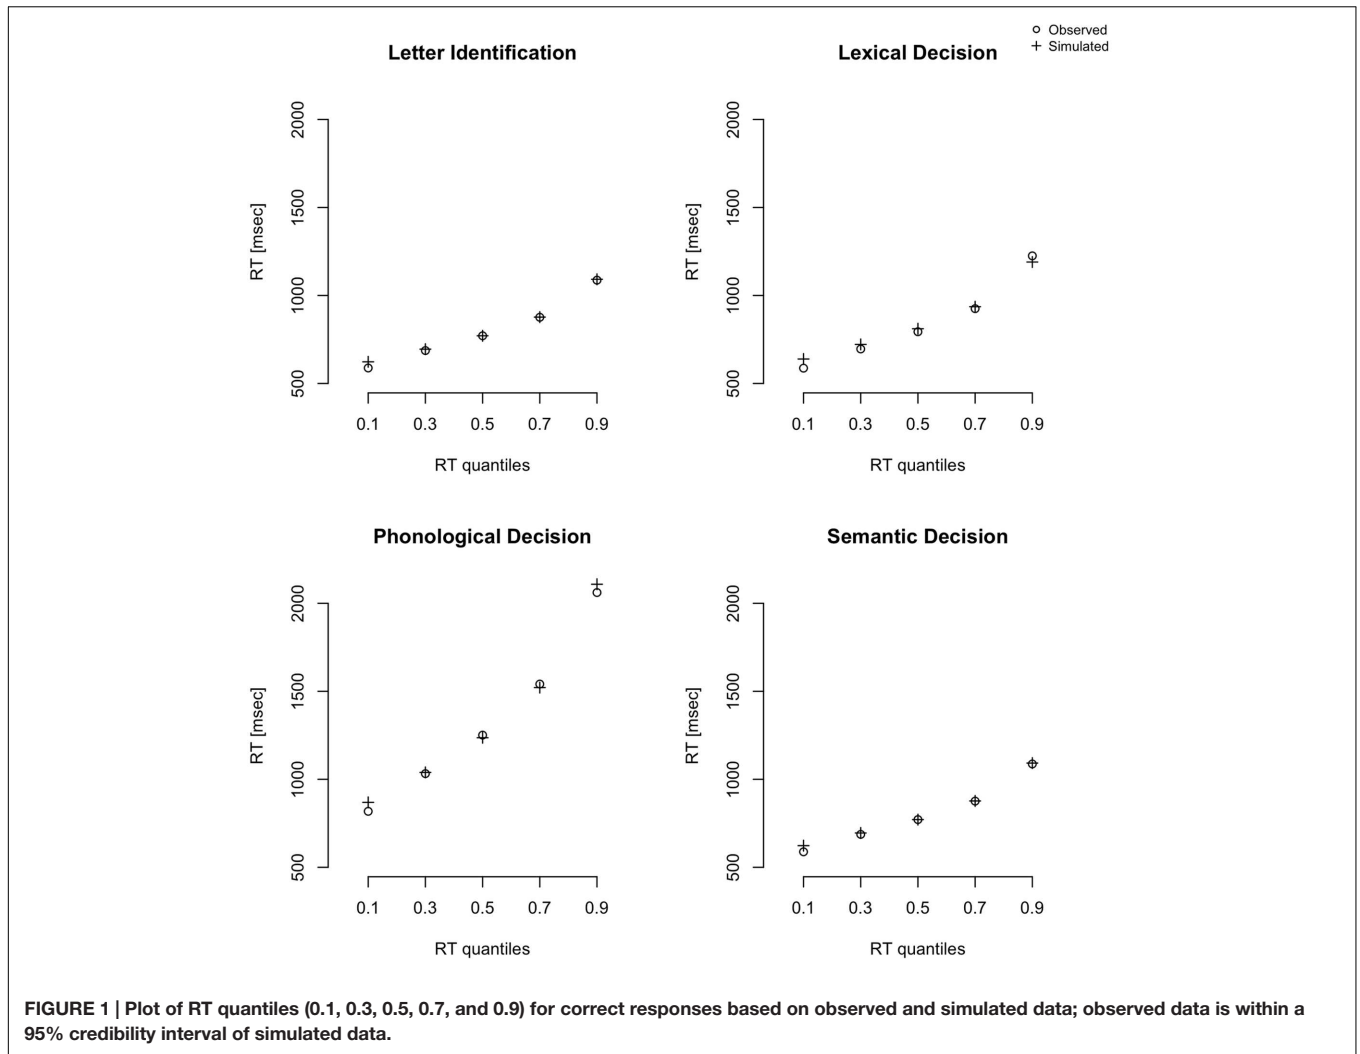 Observed
Simulated
Letter Identification
RT [msec]
2000
1500
1000
500
0.1 0.3 0.5 0.7 0.9
RT quantiles
Lexical Decision
RT [msec]
2000
1500
1000
500
0.1 0.3 0.5 0.7 0.9
RT quantiles
Phonological Decision
RT [msec]
2000
1500
1000
500
0.1 0.3 0.5 0.7 0.9
RT quantiles
Semantic Decision
RT [msec]
2000
1500
1000
500
0.1 0.3 0.5 0.7 0.9
RT quantiles
FIGURE 1 | Plot of RT quantiles (0.1, 0.3, 0.5, 0.7, and 0.9) for correct responses based on observed and simulated data; observed data is within a
95% credibility interval of simulated data.